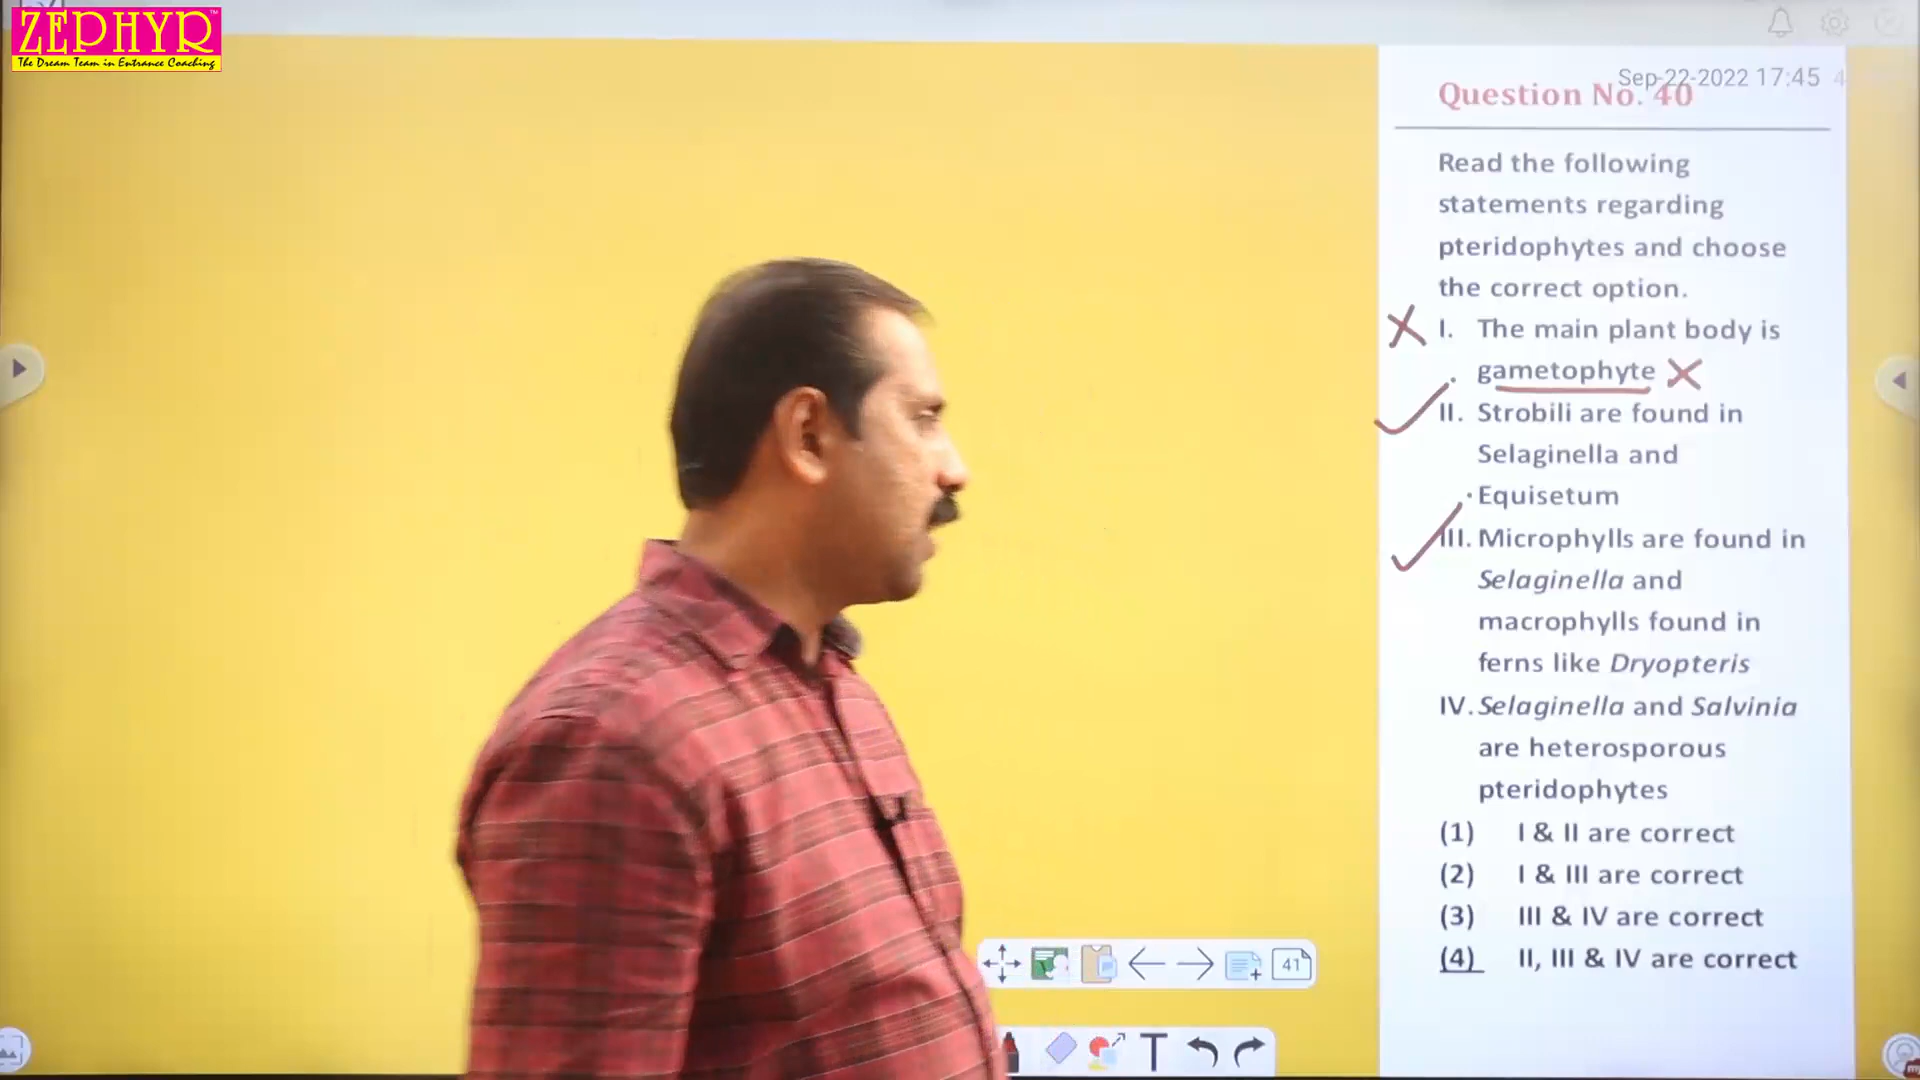 ZEPHYR
TM
The Dream Team in Entrance Coaching
Sep-22-2022 17:45 4
Question No. 40
Read the following
statements regarding
pteridophytes and choose
the correct option.
I. The main plant body is
gametophyte
II. Strobili are found in
Selaginella and
Equisetum
III. Microphylls are found in
Selaginella and
macrophylls found in
ferns like Dryopteris
IV. Selaginella and Salvinia
are heterosporous
pteridophytes
(1) I & II are correct
(2) I & III are correct
(3) III & IV are correct
(4) II, III & IV are correct
41
T